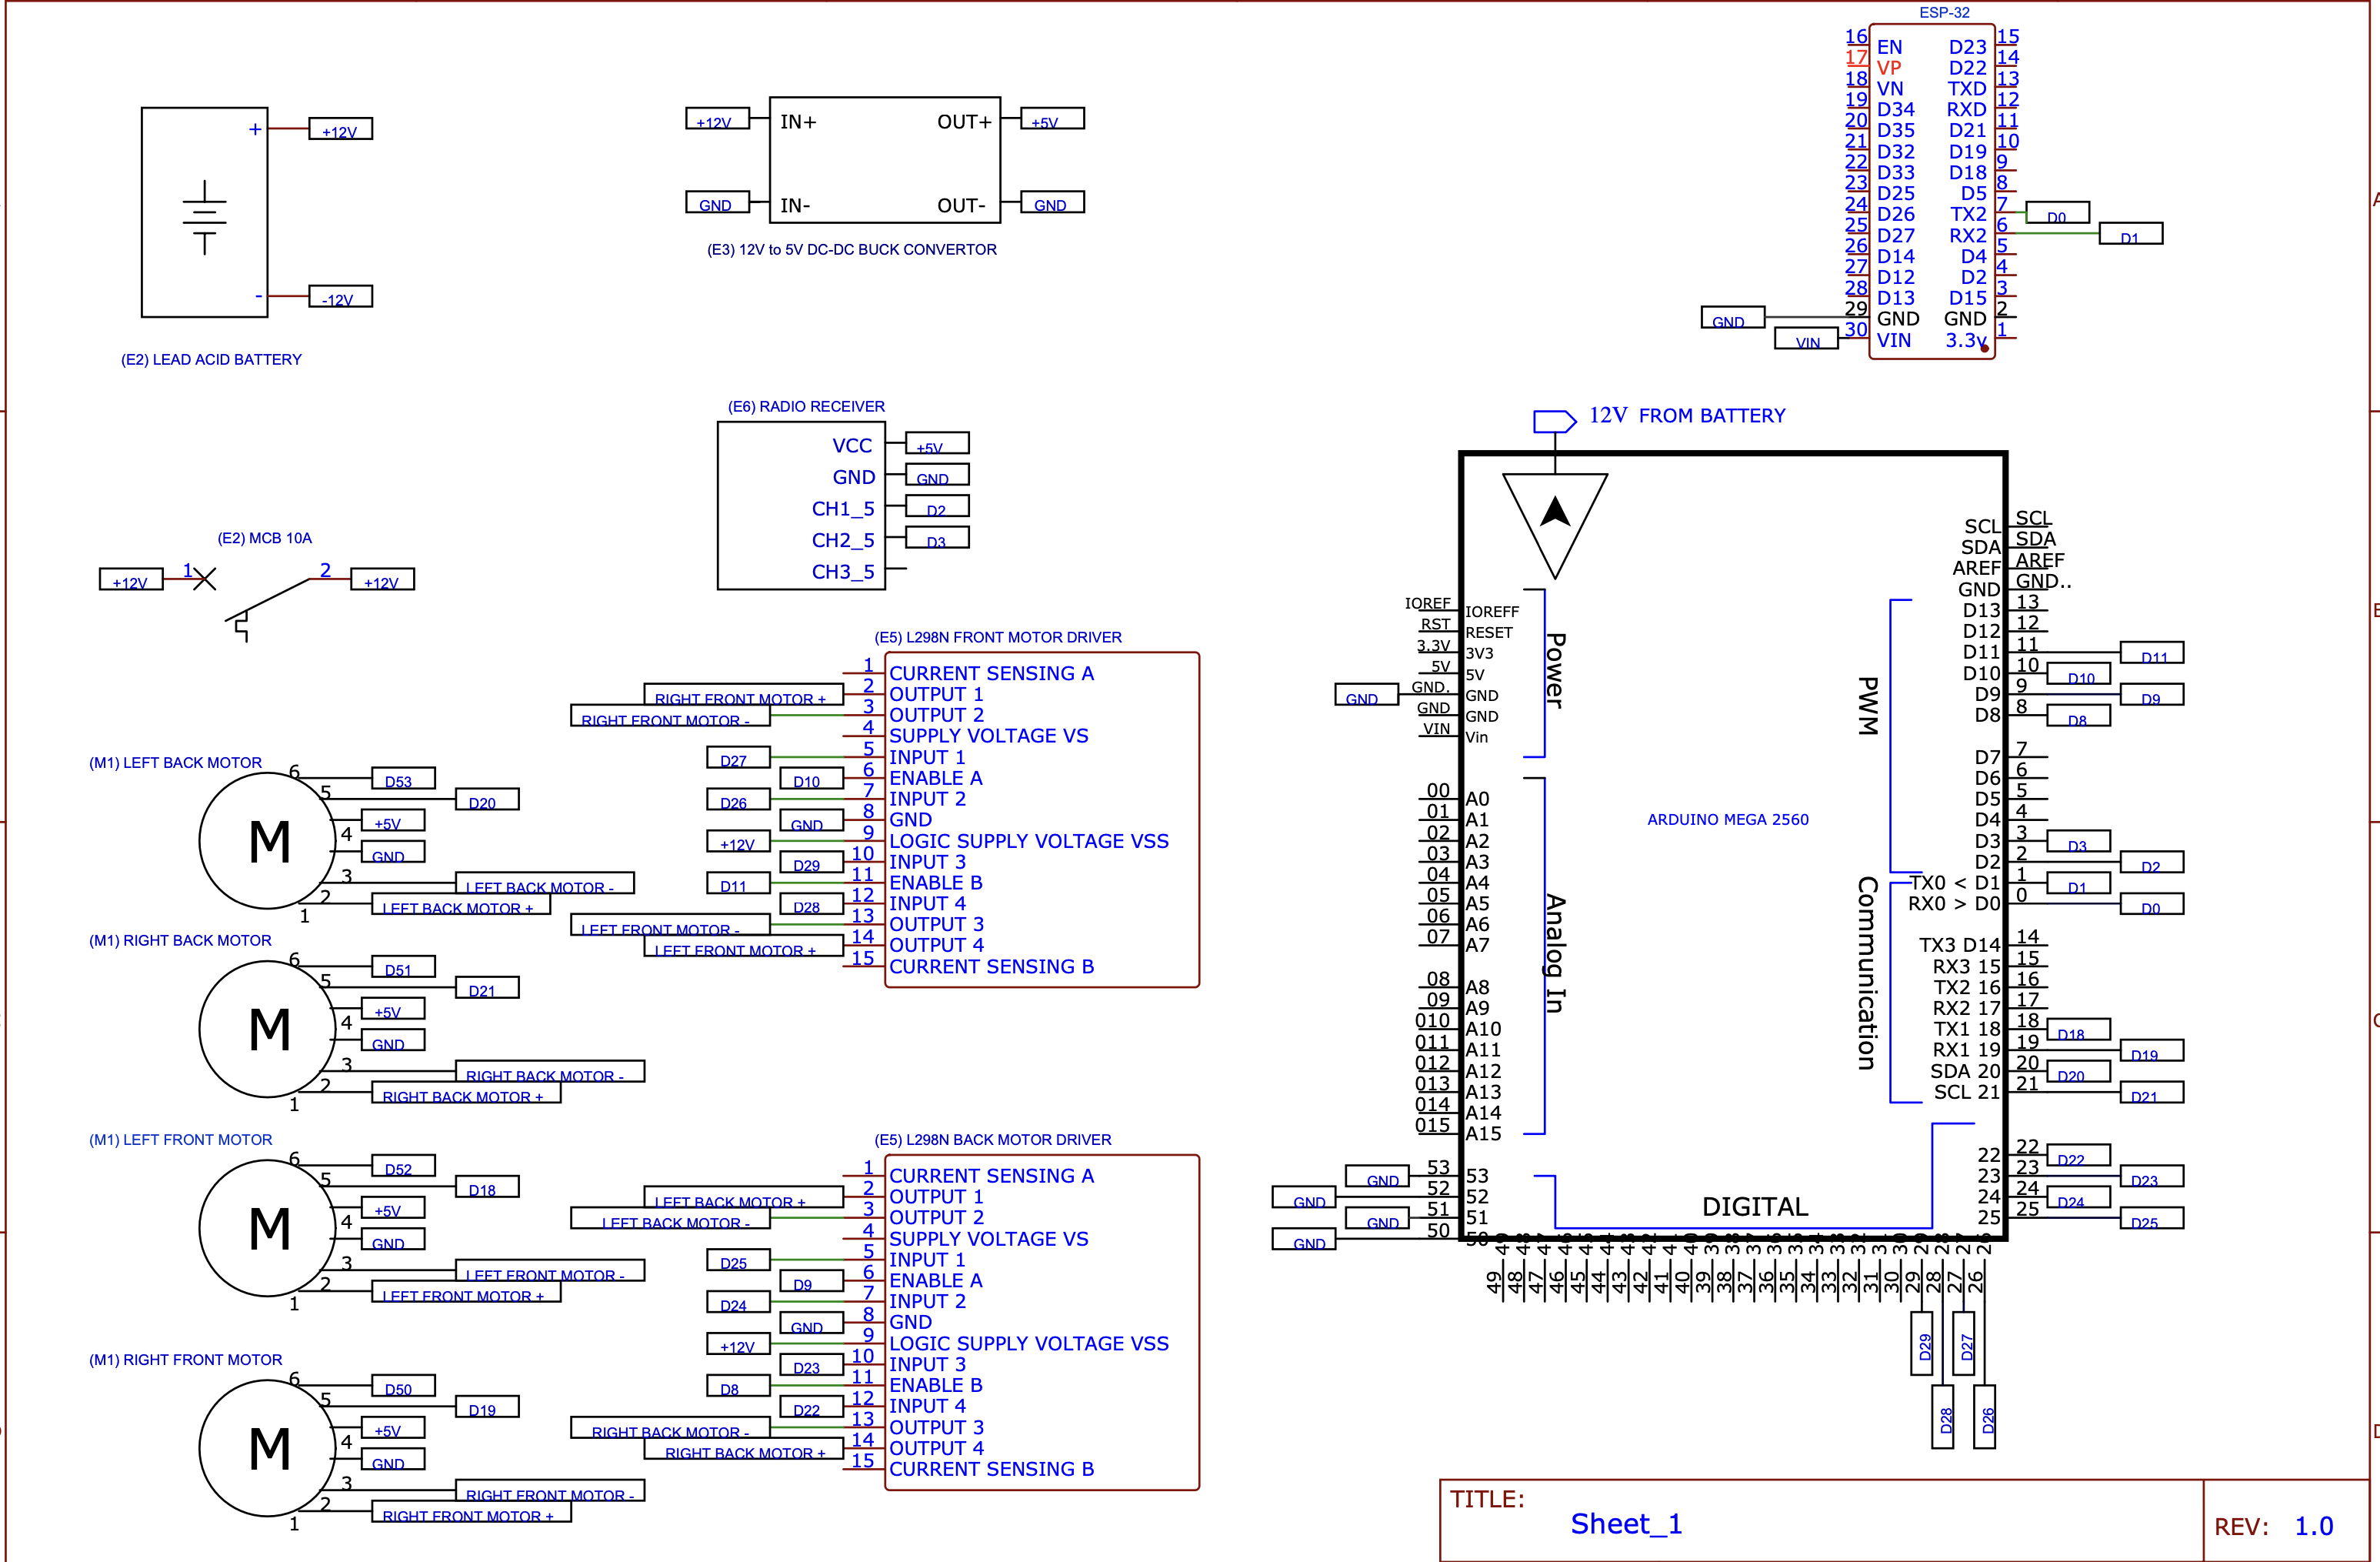 ESP-32
16 EN D23 15
17 VP D22 14
18 VN TXD 13
19 D34 RXD 12
20 D35 D21 11
21 D32 D19 10
22 D33 D18 9
23 D25 D5 8
24 D26 TX2 7 D0
25 D27 RX2 6 D1
26 D14 D4 5
27 D12 D2 4
28 D13 D15 3
GND 29 GND GND 2
VIN 30 VIN 3.3v 1
+ +12V
- -12V
(E2) LEAD ACID BATTERY
+12V IN+ OUT+ +5V
GND IN- OUT- GND
(E3) 12V to 5V DC-DC BUCK CONVERTOR
(E6) RADIO RECEIVER
VCC +5V
GND GND
CH1_5 D2
CH2_5 D3
CH3_5
(E2) MCB 10A
+12V 1 2 +12V
(E5) L298N FRONT MOTOR DRIVER
1 CURRENT SENSING A
RIGHT FRONT MOTOR + 2 OUTPUT 1
RIGHT FRONT MOTOR - 3 OUTPUT 2
4 SUPPLY VOLTAGE VS
D27 5 INPUT 1
D10 6 ENABLE A
D26 7 INPUT 2
GND 8 GND
+12V 9 LOGIC SUPPLY VOLTAGE VSS
D29 10 INPUT 3
D11 11 ENABLE B
D28 12 INPUT 4
LEFT FRONT MOTOR - 13 OUTPUT 3
LEFT FRONT MOTOR + 14 OUTPUT 4
15 CURRENT SENSING B
(M1) LEFT BACK MOTOR
M
6 D53
5 D20
+5V
4
GND
3 LEFT BACK MOTOR -
2 LEFT BACK MOTOR +
1
(M1) RIGHT BACK MOTOR
M
6 D51
5 D21
+5V
4
GND
3 RIGHT BACK MOTOR -
2 RIGHT BACK MOTOR +
1
(M1) LEFT FRONT MOTOR
M
6 D52
5 D18
+5V
4
GND
3 LEFT FRONT MOTOR -
2 LEFT FRONT MOTOR +
1
(M1) RIGHT FRONT MOTOR
M
6 D50
5 D19
+5V
4
GND
3 RIGHT FRONT MOTOR -
2 RIGHT FRONT MOTOR +
1
(E5) L298N BACK MOTOR DRIVER
1 CURRENT SENSING A
LEFT BACK MOTOR + 2 OUTPUT 1
LEFT BACK MOTOR - 3 OUTPUT 2
4 SUPPLY VOLTAGE VS
D25 5 INPUT 1
D9 6 ENABLE A
D24 7 INPUT 2
GND 8 GND
+12V 9 LOGIC SUPPLY VOLTAGE VSS
D23 10 INPUT 3
D8 11 ENABLE B
D22 12 INPUT 4
RIGHT BACK MOTOR - 13 OUTPUT 3
RIGHT BACK MOTOR + 14 OUTPUT 4
15 CURRENT SENSING B
12V FROM BATTERY
ARDUINO MEGA 2560
Power
IOREF IOREFF
RST RESET
3.3V 3V3
5V 5V
GND GND. GND
GND GND
VIN Vin
Analog In
00 A0
01 A1
02 A2
03 A3
04 A4
05 A5
06 A6
07 A7
08 A8
09 A9
010 A10
011 A11
012 A12
013 A13
014 A14
015 A15
GND 53 53
GND 52 52
GND 51 51
GND 50 50
SCL SCL
SDA SDA
AREF AREF
GND GND..
PWM
D13 13
D12 12
D11 11 D11
D10 10 D10
D9 9 D9
D8 8 D8
D7 7
D6 6
D5 5
D4 4
D3 3 D3
D2 2 D2
Communication
TX0 < D1 1 D1
RX0 > D0 0 D0
TX3 D14 14
RX3 15 15
TX2 16 16
RX2 17 17
TX1 18 18 D18
RX1 19 19 D19
SDA 20 20 D20
SCL 21 21 D21
DIGITAL
22 22 D22
23 23 D23
24 24 D24
25 25 D25
49 48 47 46 45 44 43 42 41 40 39 38 37 36 35 34 33 32 31 30 29 28 27 26
49 48 47 46 45 44 43 42 41 40 39 38 37 36 35 34 33 32 31 30 29 28 27 26
D29 D27
D28 D26
TITLE:
Sheet_1
REV: 1.0